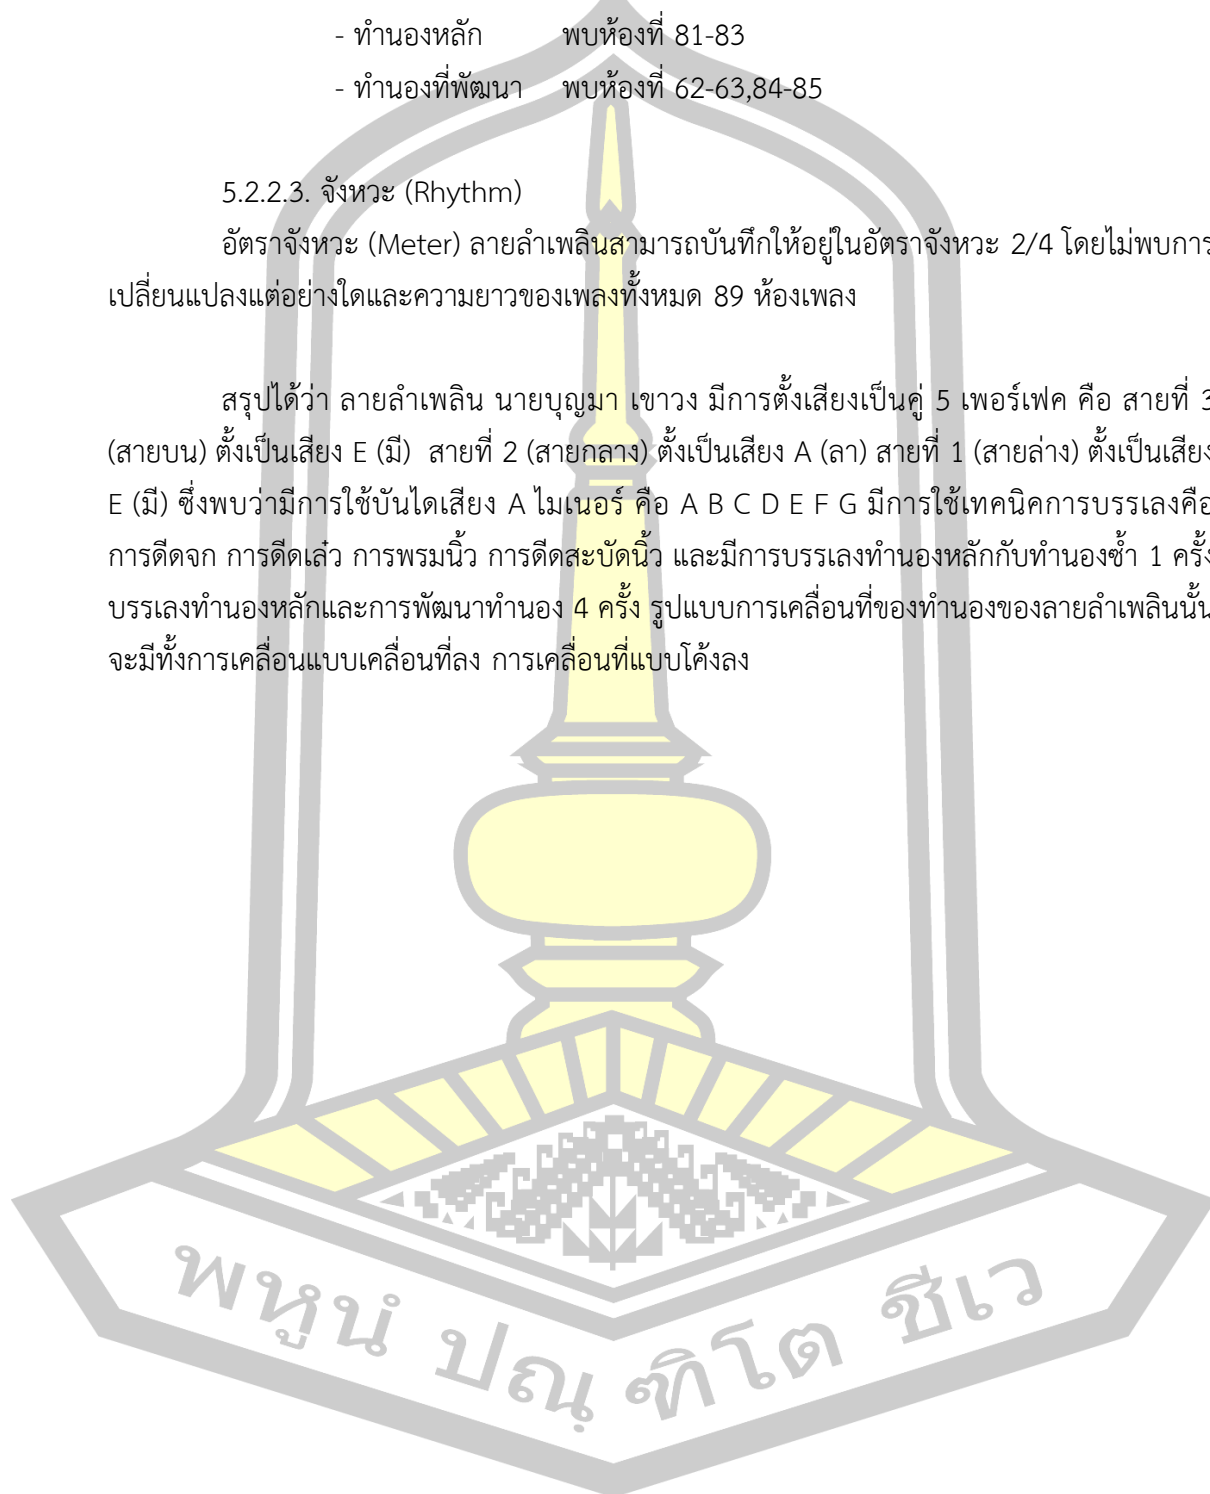 - ทำนองหลัก พบห้องที่ 81-83
- ทำนองที่พัฒนา พบห้องที่ 62-63,84-85
5.2.2.3. จังหวะ (Rhythm)
อัตราจังหวะ (Meter) ลายลำเพลินสามารถบันทึกให้อยู่ในอัตราจังหวะ 2/4 โดยไม่พบการ
เปลี่ยนแปลงแต่อย่างใดและความยาวของเพลงทั้งหมด 89 ห้องเพลง
สรุปได้ว่า ลายลำเพลิน นายบุญมา เขาวง มีการตั้งเสียงเป็นคู่ 5 เพอร์เฟค คือ สายที่ 3
(สายบน) ตั้งเป็นเสียง E (มี) สายที่ 2 (สายกลาง) ตั้งเป็นเสียง A (ลา) สายที่ 1 (สายล่าง) ตั้งเป็นเสียง
E (มี) ซึ่งพบว่ามีการใช้บันไดเสียง A ไมเนอร์ คือ A B C D E F G มีการใช้เทคนิคการบรรเลงคือ
การดีดจก การดีดเล๋ว การพรมนิ้ว การดีดสะบัดนิ้ว และมีการบรรเลงทำนองหลักกับทำนองซ้ำ 1 ครั้ง
บรรเลงทำนองหลักและการพัฒนาทำนอง 4 ครั้ง รูปแบบการเคลื่อนที่ของทำนองของลายลำเพลินนั้น
จะมีทั้งการเคลื่อนแบบเคลื่อนที่ลง การเคลื่อนที่แบบโค้งลง
พหูนํ ปณฺฑิโต ชีเว